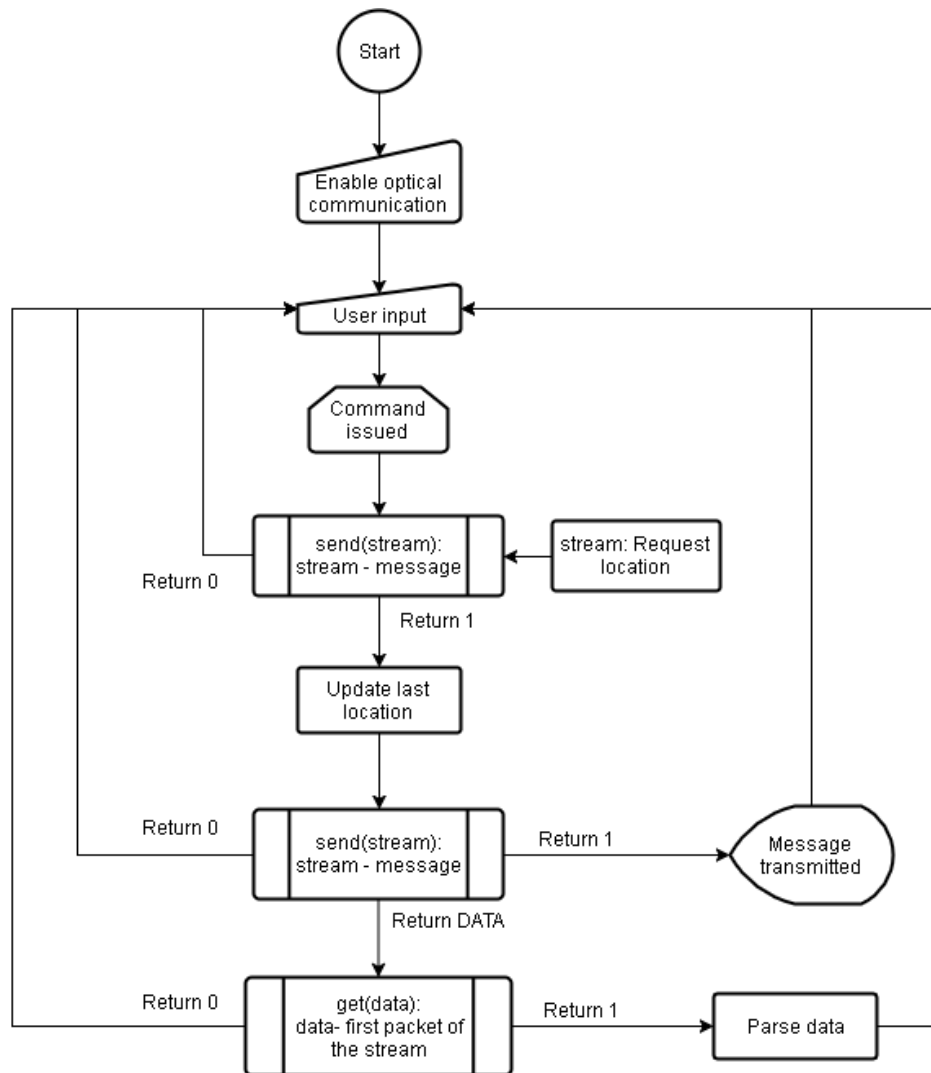 Start
Enable optical
communication
User input
Command
issued
send(stream):
stream - message
stream: Request
location
Return 0
Return 1
Update last
location
Return 0
send(stream):
stream - message
Return 1
Message
transmitted
Return DATA
Return 0
get(data):
data- first packet of
the stream
Return 1
Parse data